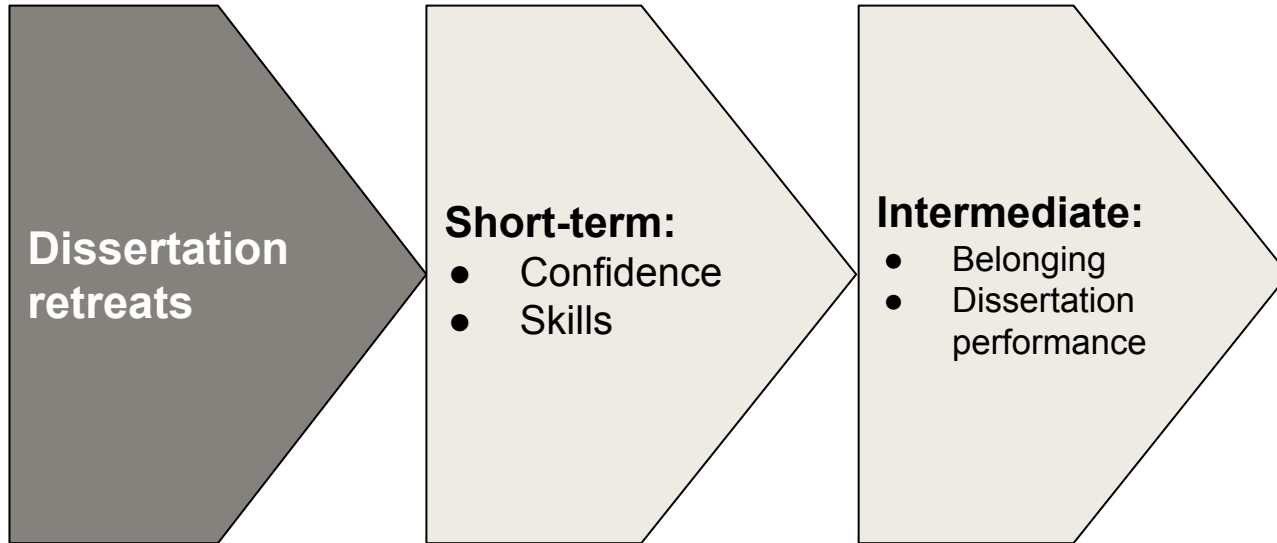 Dissertation
retreats
Short-term:
● Confidence
● Skills
Intermediate:
● Belonging
● Dissertation
performance